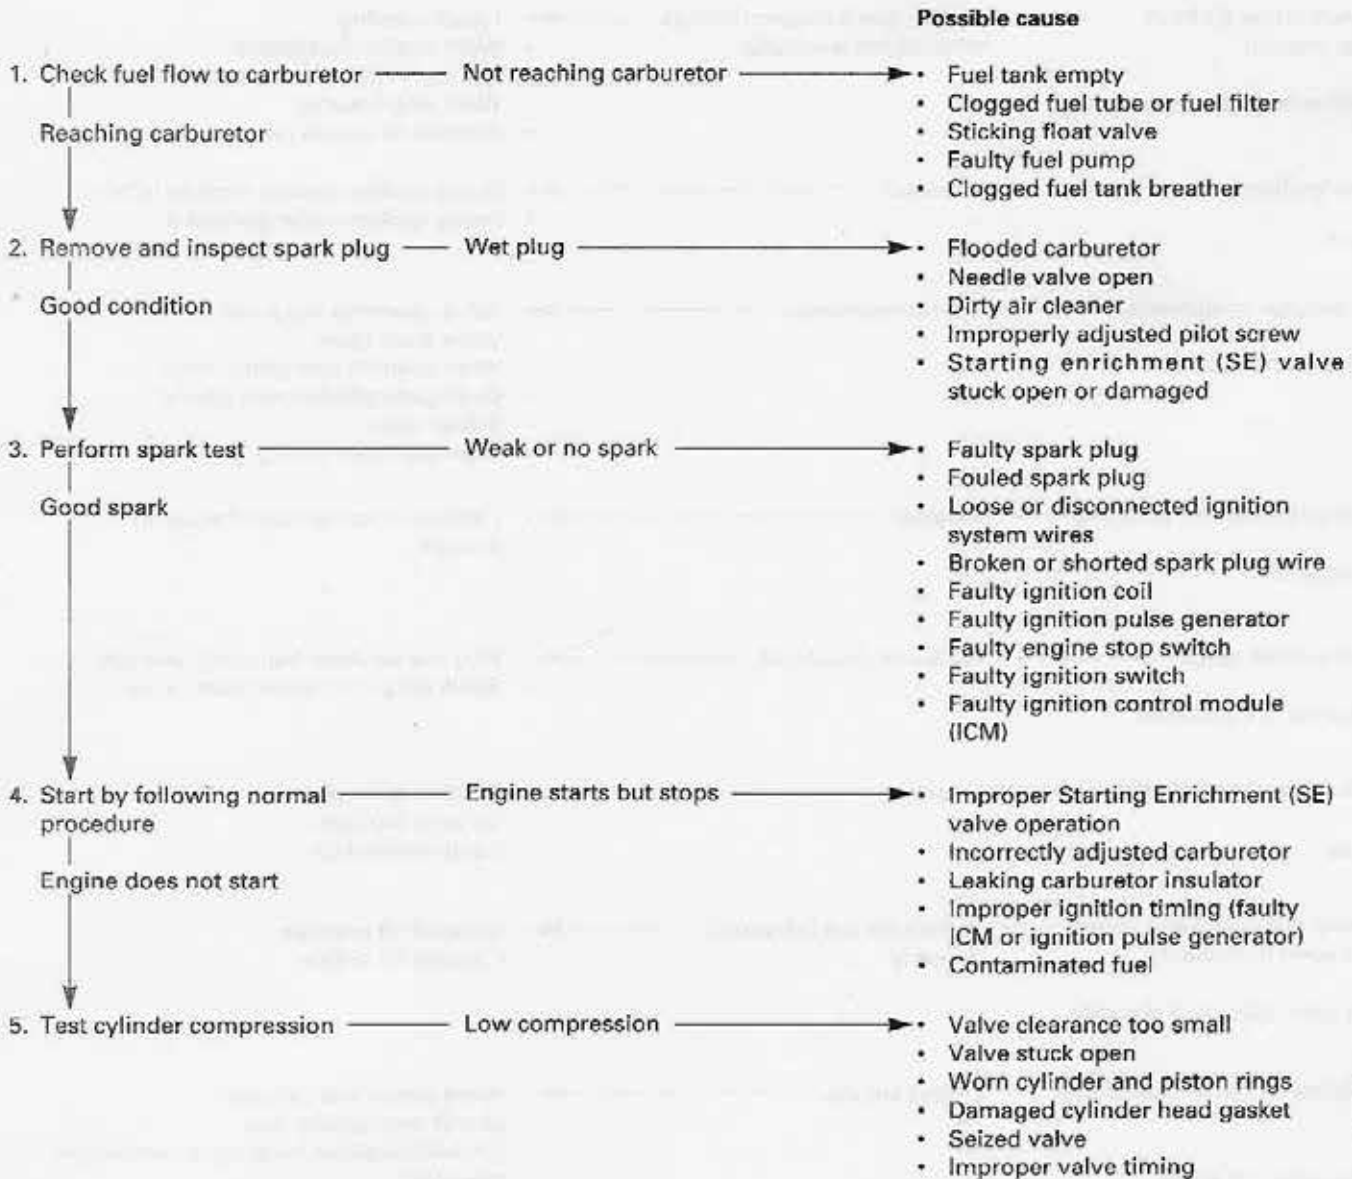 Possible cause
1. Check fuel flow to carburetor Not reaching carburetor • Fuel tank empty
• Clogged fuel tube or fuel filter
Reaching carburetor • Sticking float valve
• Faulty fuel pump
• Clogged fuel tank breather
2. Remove and inspect spark plug Wet plug • Flooded carburetor
• Needle valve open
Good condition • Dirty air cleaner
• Improperly adjusted pilot screw
• Starting enrichment (SE) valve
stuck open or damaged
3. Perform spark test Weak or no spark • Faulty spark plug
• Fouled spark plug
Good spark • Loose or disconnected ignition
system wires
• Broken or shorted spark plug wire
• Faulty ignition coil
• Faulty ignition pulse generator
• Faulty engine stop switch
• Faulty ignition switch
• Faulty ignition control module
(ICM)
4. Start by following normal Engine starts but stops • Improper Starting Enrichment (SE)
procedure valve operation
• Incorrectly adjusted carburetor
Engine does not start • Leaking carburetor insulator
• Improper ignition timing (faulty
ICM or ignition pulse generator)
• Contaminated fuel
5. Test cylinder compression Low compression • Valve clearance too small
• Valve stuck open
• Worn cylinder and piston rings
• Damaged cylinder head gasket
• Seized valve
• Improper valve timing